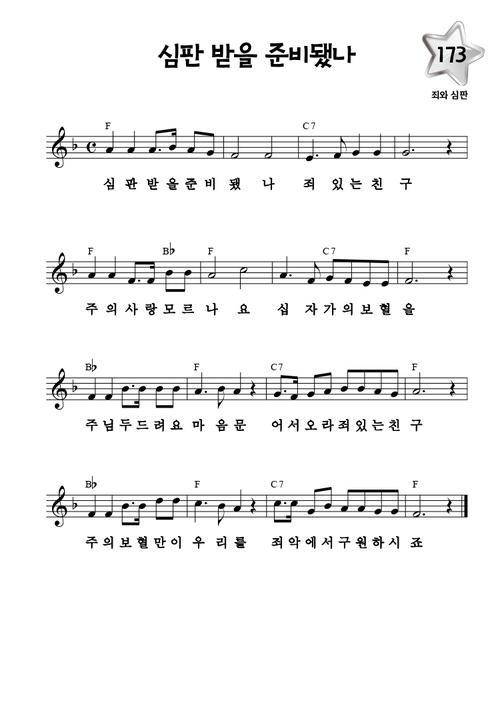 심판 받을 준비됐나
173
죄와 심판
F C7
심 판 받 을 준 비 됐 나 죄 있 는 친 구
F B♭ F C7 F
주 의 사 랑 모 르 나 요 십 자 가 의 보 혈 을
B♭ F C7 F
주 님 두 드 려 요 마 음 문 어 서 오 라 죄 있 는 친 구
B♭ F C7 F
주 의 보 혈 만 이 우 리 를 죄 악 에 서 구 원 하 시 죠